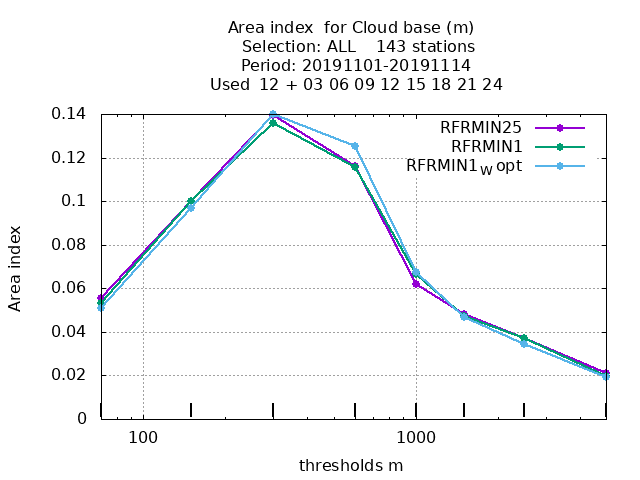 Area index  for Cloud base (m)
Selection: ALL    143 stations
Period: 20191101-20191114
Used  12 + 03 06 09 12 15 18 21 24
0.14
0.12
0.1
0.08
0.06
0.04
0.02
0
Area index
RFRMIN25
RFRMIN1
RFRMIN1W opt
100
1000
thresholds m